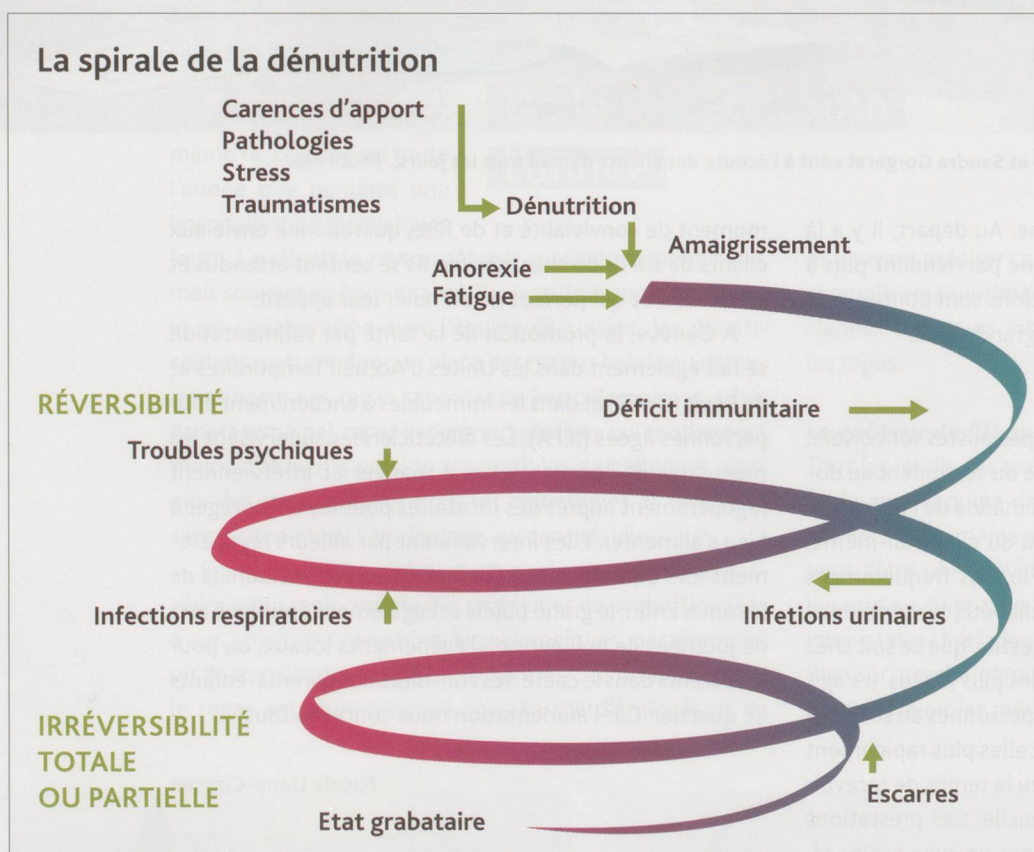 La spirale de la dénutrition
Carences d'apport
Pathologies
Stress
Traumatismes
Dénutrition
Amaigrissement
Anorexie
Fatigue
RÉVERSIBILITÉ
Déficit immunitaire
Troubles psychiques
Infections respiratoires
Infetions urinaires
IRRÉVERSIBILITÉ
TOTALE
OU PARTIELLE
Escarres
Etat grabataire